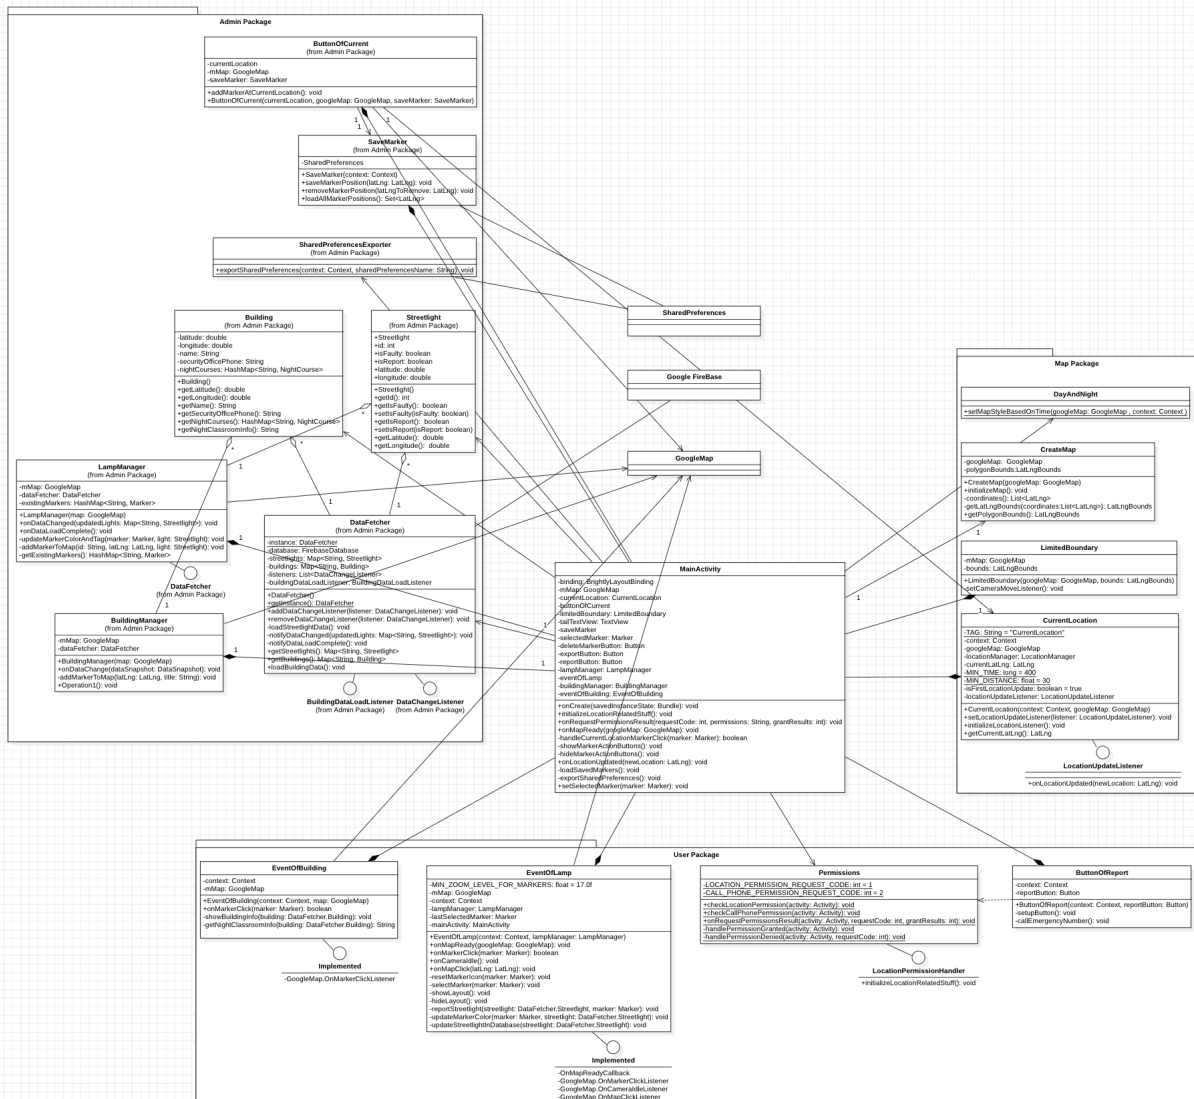 Admin Package
ButtonOfCurrent
(from Admin Package)
-currentLocation
-mMap: GoogleMap
-saveMarker: SaveMarker
+addMarkerAtCurrentLocation(): void
+ButtonOfCurrent(currentLocation, googleMap: GoogleMap, saveMarker: SaveMarker)
1
1
1
SaveMarker
(from Admin Package)
-SharedPreferences
+SaveMarker(context: Context)
+saveMarkerPosition(latLng: LatLng): void
+removeMarkerPosition(latLngToRemove: LatLng): void
+loadAllMarkerPositions(): Set<LatLng>
SharedPreferencesExporter
(from Admin Package)
+exportSharedPreferences(context: Context, sharedPreferencesName: String): void
Building
(from Admin Package)
-latitude: double
-longitude: double
-name: String
-securityOfficePhone: String
-nightCourses: HashMap<String, NightCourse>
+Building()
+getLatitude(): double
+getLongitude(): double
+getName(): String
+getSecurityOfficePhone(): String
+getNightCourses(): HashMap<String, NightCourse>
+getNightClassroomInfo(): String
Streetlight
(from Admin Package)
+Streetlight
+id: int
+isFaulty: boolean
+isReport: boolean
+latitude: double
+longitude: double
+Streetlight()
+getId(): int
+getIsFaulty(): boolean
+setIsFaulty(isFaulty: boolean)
+getIsReport(): boolean
+setIsReport(isReport: boolean)
+getLatitude(): double
+getLongitude(): double
*
*
*
*
1
1
1
1
1
LampManager
(from Admin Package)
-mMap: GoogleMap
-dataFetcher: DataFetcher
-existingMarkers: HashMap<String, Marker>
+LampManager(map: GoogleMap)
+onDataChanged(updatedLights: Map<String, Streetlight>): void
+onDataLoadComplete(): void
-updateMarkerColorAndTag(marker: Marker, light: Streetlight): void
-addMarkerToMap(id: String, latLng: LatLng, light: Streetlight): void
-getExistingMarkers(): HashMap<String, Marker>
DataFetcher
(from Admin Package)
BuildingManager
(from Admin Package)
-mMap: GoogleMap
-dataFetcher: DataFetcher
+BuildingManager(map: GoogleMap)
+onDataChange(dataSnapshot: DataSnapshot): void
-addMarkerToMap(latLng: LatLng, title: String): void
+Operation1(): void
DataFetcher
(from Admin Package)
-instance: DataFetcher
-database: FirebaseDatabase
-streetlights: Map<String, Streetlight>
-buildings: Map<String, Building>
-listeners: List<DataChangeListener>
-buildingDataLoadListener: BuildingDataLoadListener
+DataFetcher()
+getInstance(): DataFetcher
+addDataChangeListener(listener: DataChangeListener): void
+removeDataChangeListener(listener: DataChangeListener): void
-loadStreetlightData(): void
-notifyDataChanged(updatedLights: Map<String, Streetlight>): void
-notifyDataLoadComplete(): void
+getStreetlights(): Map<String, Streetlight>
+getBuildings(): Map<String, Building>
+loadBuildingData(): void
BuildingDataLoadListener
(from Admin Package)
DataChangeListener
(from Admin Package)
SharedPreferences
Google FireBase
GoogleMap
MainActivity
-binding: BrightlyLayoutBinding
-mMap: GoogleMap
-currentLocation: CurrentLocation
-buttonOfCurrent
-limitedBoundary: LimitedBoundary
-tailTextView: TextView
-saveMarker
-selectedMarker: Marker
-deleteMarkerButton: Button
-exportButton: Button
-reportButton: Button
-lampManager: LampManager
-eventOfLamp
-buildingManager: BuildingManager
-eventOfBuilding: EventOfBuilding
+onCreate(savedInstanceState: Bundle): void
-initializeLocationRelatedStuff(): void
+onRequestPermissionsResult(requestCode: int, permissions: String, grantResults: int): void
+onMapReady(googleMap: GoogleMap): void
-handleCurrentLocationMarkerClick(marker: Marker): boolean
-showMarkerActionButtons(): void
-hideMarkerActionButtons(): void
+onLocationUpdated(newLocation: LatLng): void
-loadSavedMarkers(): void
-exportSharedPreferences(): void
+setSelectedMarker(marker: Marker): void
Map Package
DayAndNight
+setMapStyleBasedOnTime(googleMap: GoogleMap , context: Context )
CreateMap
-googleMap: GoogleMap
-polygonBounds:LatLngBounds
+CreateMap(googleMap: GoogleMap)
+initializeMap(): void
-coordinates(): List<LatLng>
-getLatLngBounds(coordinates:List<LatLng>): LatLngBounds
+getPolygonBounds(): LatLngBounds
1
1
LimitedBoundary
-mMap: GoogleMap
-bounds: LatLngBounds
+LimitedBoundary(googleMap: GoogleMap, bounds: LatLngBounds)
-setCameraMoveListener(): void
1
CurrentLocation
-TAG: String = "CurrentLocation"
-context: Context
-googleMap: GoogleMap
-locationManager: LocationManager
-currentLatLng: LatLng
-MIN_TIME: long = 400
-MIN_DISTANCE: float = 30
-isFirstLocationUpdate: boolean = true
-locationUpdateListener: LocationUpdateListener
+CurrentLocation(context: Context, googleMap: GoogleMap)
+setLocationUpdateListener(listener: LocationUpdateListener): void
+initializeLocationListener(): void
+getCurrentLatLng(): LatLng
LocationUpdateListener
+onLocationUpdated(newLocation: LatLng): void
User Package
EventOfBuilding
-context: Context
-mMap: GoogleMap
+EventOfBuilding(context: Context, map: GoogleMap)
+onMarkerClick(marker: Marker): boolean
-showBuildingInfo(building: DataFetcher.Building): void
-getNightClassroomInfo(building: DataFetcher.Building): String
Implemented
-GoogleMap.OnMarkerClickListener
EventOfLamp
-MIN_ZOOM_LEVEL_FOR_MARKERS: float = 17.0f
-mMap: GoogleMap
-context: Context
-lampManager: LampManager
-lastSelectedMarker: Marker
-mainActivity: MainActivity
+EventOfLamp(context: Context, lampManager: LampManager)
+onMapReady(googleMap: GoogleMap): void
+onMarkerClick(marker: Marker): boolean
+onCameraIdle(): void
+onMapClick(latLng: LatLng): void
-resetMarkerIcon(marker: Marker): void
-selectMarker(marker: Marker): void
-showLayout(): void
-hideLayout(): void
-reportStreetlight(streetlight: DataFetcher.Streetlight, marker: Marker): void
-updateMarkerColor(marker: Marker, streetlight: DataFetcher.Streetlight): void
-updateStreetlightInDatabase(streetlight: DataFetcher.Streetlight): void
Implemented
-OnMapReadyCallback
-GoogleMap.OnMarkerClickListener
-GoogleMap.OnCameraIdleListener
-GoogleMap.OnMapClickListener
Permissions
-LOCATION_PERMISSION_REQUEST_CODE: int = 1
-CALL_PHONE_PERMISSION_REQUEST_CODE: int = 2
+checkLocationPermission(activity: Activity): void
+checkCallPhonePermission(activity: Activity): void
+onRequestPermissionsResult(activity: Activity, requestCode: int, grantResults: int): void
-handlePermissionGranted(activity: Activity): void
-handlePermissionDenied(activity: Activity, requestCode: int): void
LocationPermissionHandler
+initializeLocationRelatedStuff(): void
ButtonOfReport
-context: Context
-reportButton: Button
+ButtonOfReport(context: Context, reportButton: Button)
-setupButton(): void
-callEmergencyNumber(): void